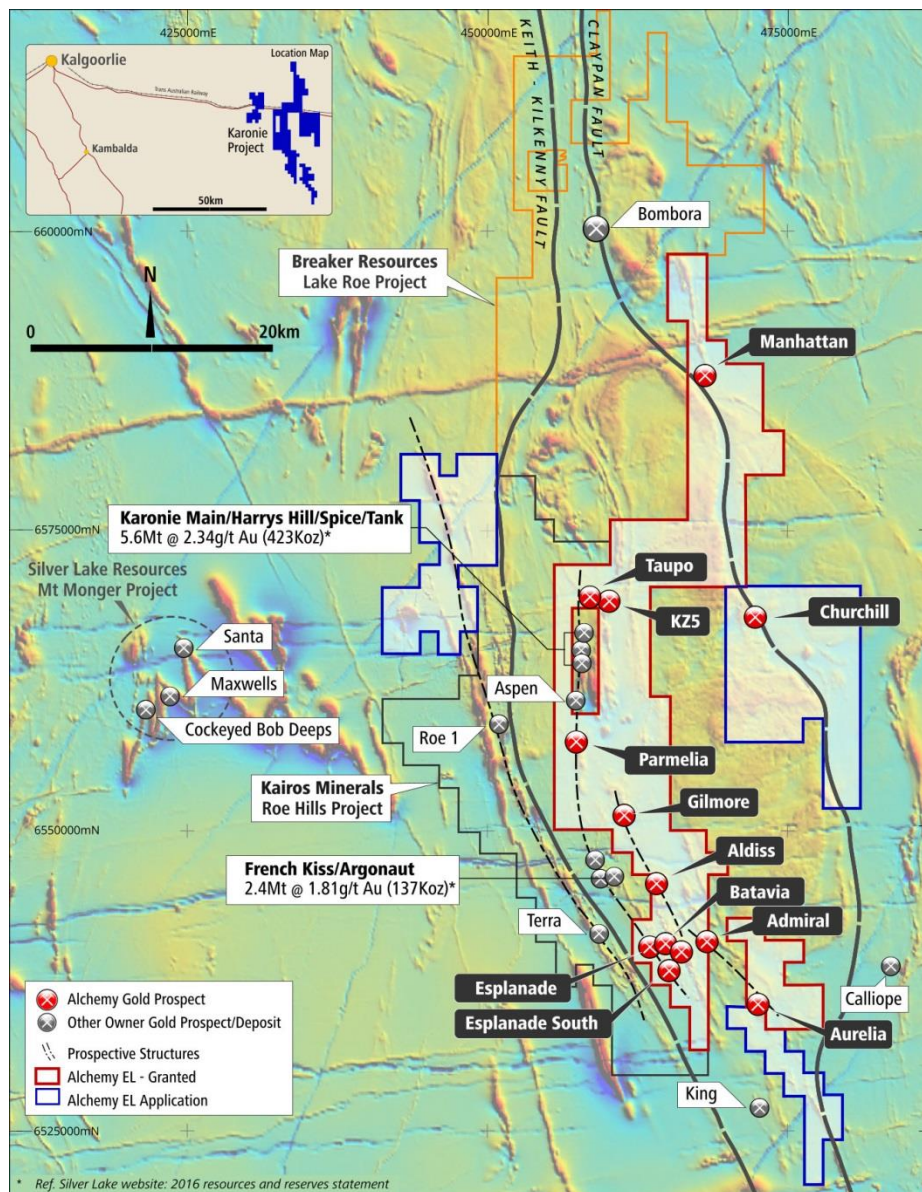 425000mE
450000mE
475000mE
Location Map
Kalgoorlie
Trans Australian Railway
Karonie
Project
Kambalda
50km
KEITH - KILKENNY FAULT
CLAYPAN FAULT
Bombora
660000mN
Breaker Resources
Lake Roe Project
N
0
20km
Manhattan
6575000mN
Karonie Main/Harrys Hill/Spice/Tank
5.6Mt @ 2.34g/t Au (423Koz)*
Silver Lake Resources
Mt Monger Project
Taupo
KZ5
Churchill
Santa
Maxwells
Cockeyed Bob Deeps
Aspen
Roe 1
Parmelia
Kairos Minerals
Roe Hills Project
Gilmore
6550000mN
Aldiss
French Kiss/Argonaut
2.4Mt @ 1.81g/t Au (137Koz)*
Batavia
Terra
Admiral
Esplanade
Calliope
Esplanade South
Aurelia
King
Alchemy Gold Prospect
Other Owner Gold Prospect/Deposit
Prospective Structures
Alchemy EL - Granted
Alchemy EL Application
6525000mN
* Ref. Silver Lake website: 2016 resources and reserves statement